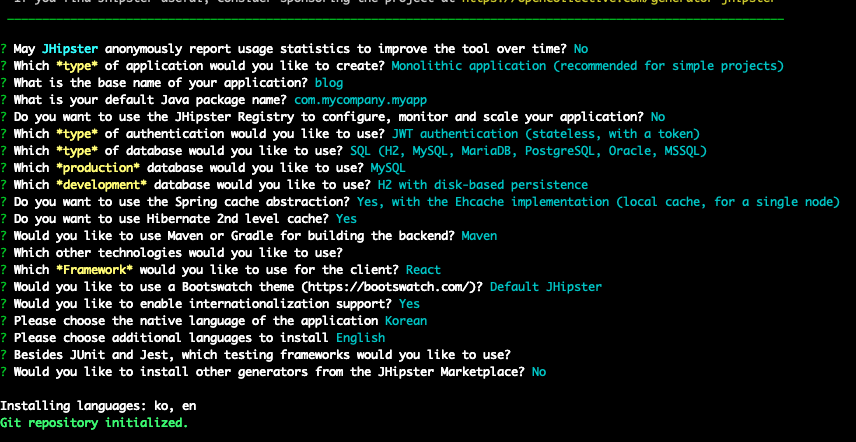 If you find JHipster useful, consider sponsoring the project at https://opencollective.com/generator-jhipster
? May JHipster anonymously report usage statistics to improve the tool over time? No
? Which *type* of application would you like to create? Monolithic application (recommended for simple projects)
? What is the base name of your application? blog
? What is your default Java package name? com.mycompany.myapp
? Do you want to use the JHipster Registry to configure, monitor and scale your application? No
? Which *type* of authentication would you like to use? JWT authentication (stateless, with a token)
? Which *type* of database would you like to use? SQL (H2, MySQL, MariaDB, PostgreSQL, Oracle, MSSQL)
? Which *production* database would you like to use? MySQL
? Which *development* database would you like to use? H2 with disk-based persistence
? Do you want to use the Spring cache abstraction? Yes, with the Ehcache implementation (local cache, for a single node)
? Do you want to use Hibernate 2nd level cache? Yes
? Would you like to use Maven or Gradle for building the backend? Maven
? Which other technologies would you like to use?
? Which *Framework* would you like to use for the client? React
? Would you like to use a Bootswatch theme (https://bootswatch.com/)? Default JHipster
? Would you like to enable internationalization support? Yes
? Please choose the native language of the application Korean
? Please choose additional languages to install English
? Besides JUnit and Jest, which testing frameworks would you like to use?
? Would you like to install other generators from the JHipster Marketplace? No
Installing languages: ko, en
Git repository initialized.